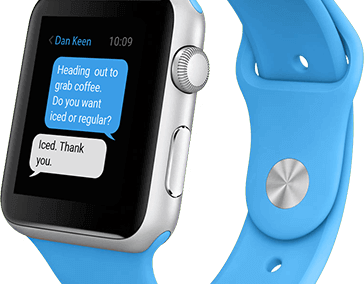 < Dan Keen 10:09
Heading out to
grab coffee.
Do you want
iced or regular?
Iced. Thank
you.